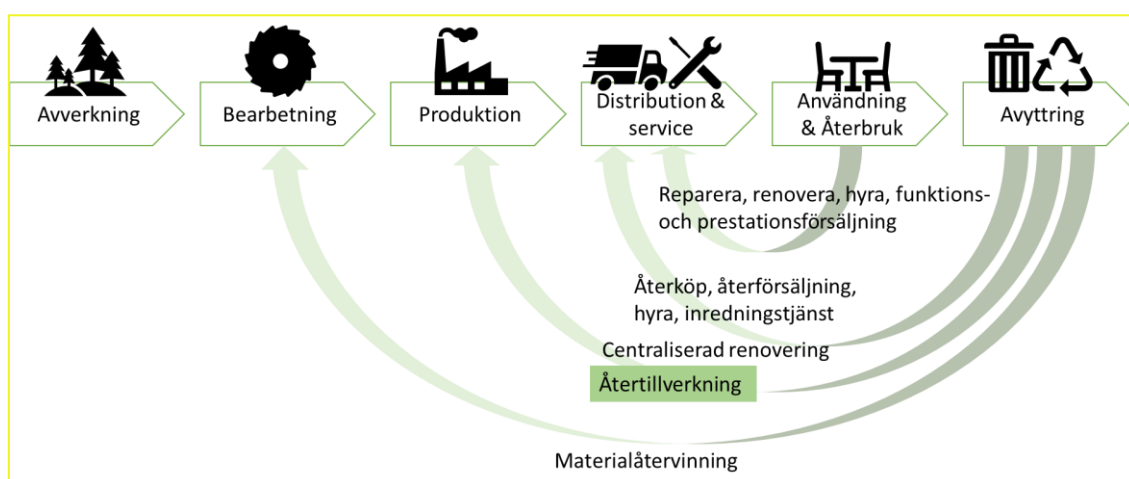 Avverkning
Bearbetning
Produktion
Distribution &
service
Användning
& Återbruk
Avyttring
Reparera, renovera, hyra, funktions-
och prestationsförsäljning
Återköp, återförsäljning,
hyra, inredningstjänst
Centraliserad renovering
Återtillverkning
Materialåtervinning